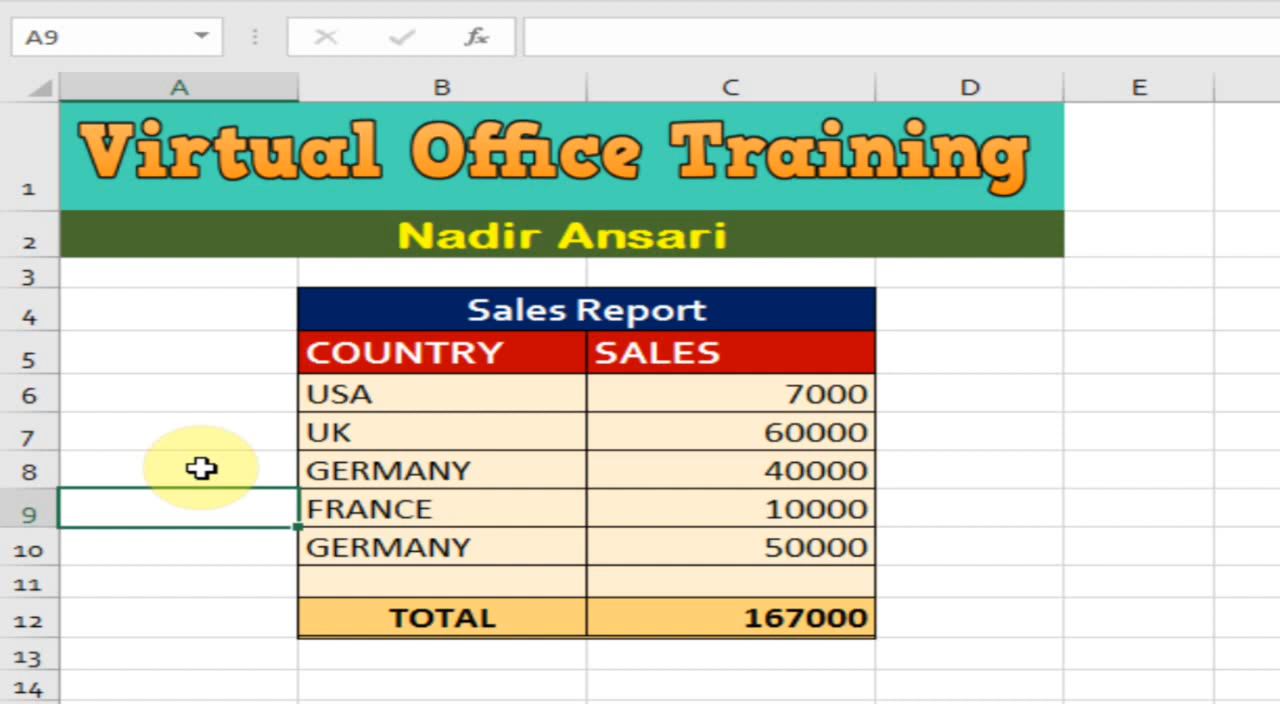 A9
fx
A B C D E
1 Virtual Office Training
2 Nadir Ansari
3
4 Sales Report
5 COUNTRY SALES
6 USA 7000
7 UK 60000
8 GERMANY 40000
9 FRANCE 10000
10 GERMANY 50000
11
12 TOTAL 167000
13
14